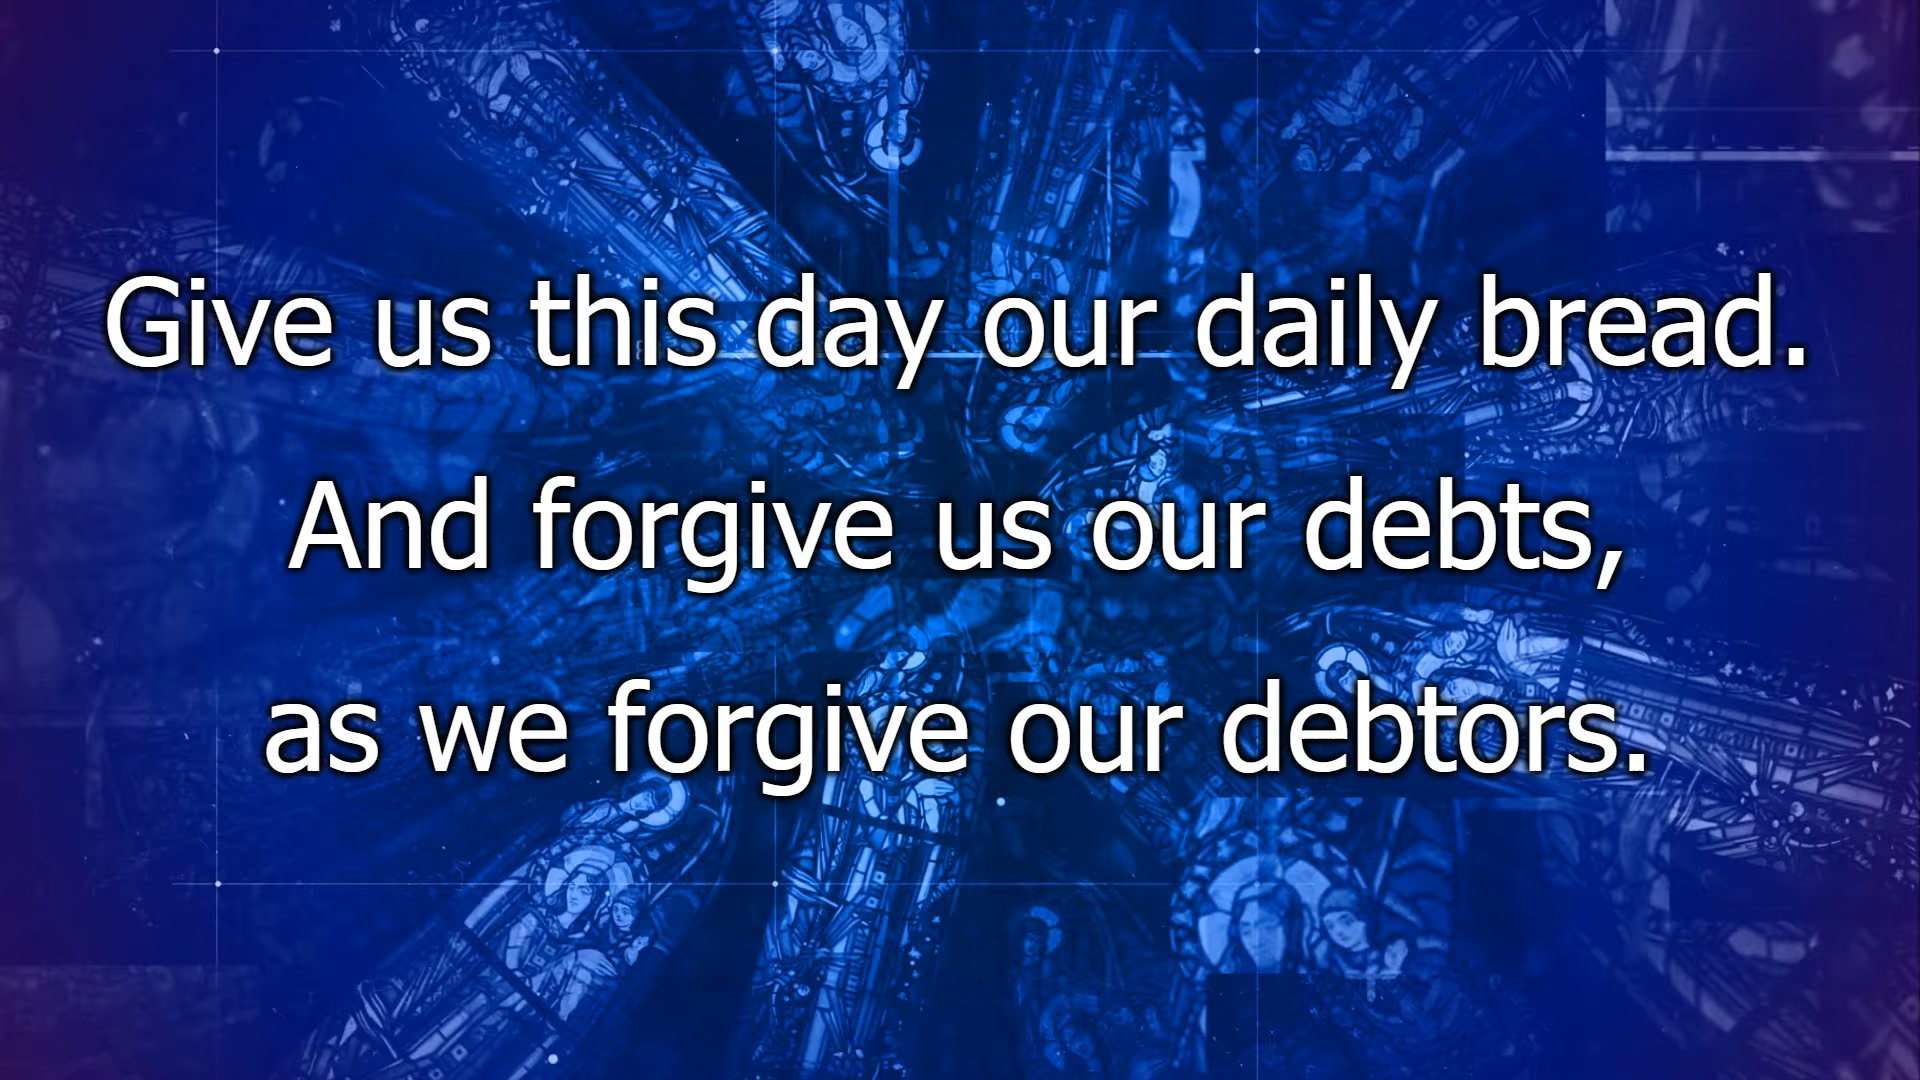 Give us this day our daily bread.
And forgive us our debts,
as we forgive our debtors.